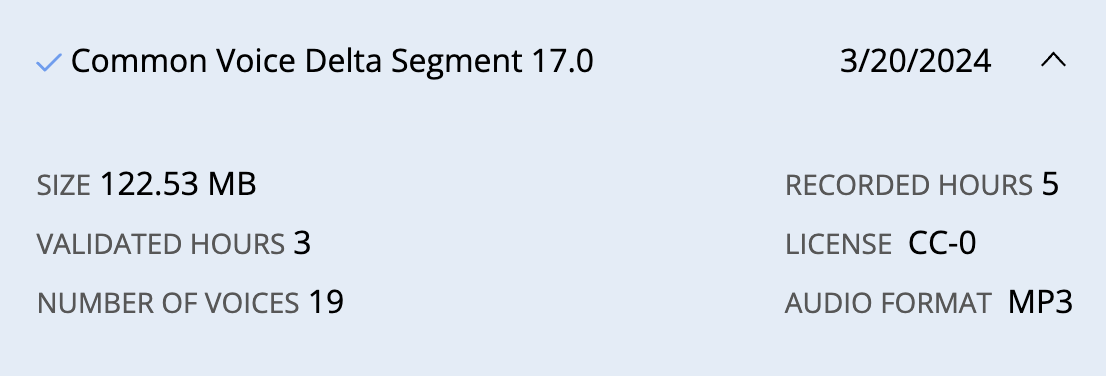 Common Voice Delta Segment 17.0 3/20/2024
SIZE 122.53 MB RECORDED HOURS 5
VALIDATED HOURS 3 LICENSE CC-0
NUMBER OF VOICES 19 AUDIO FORMAT MP3